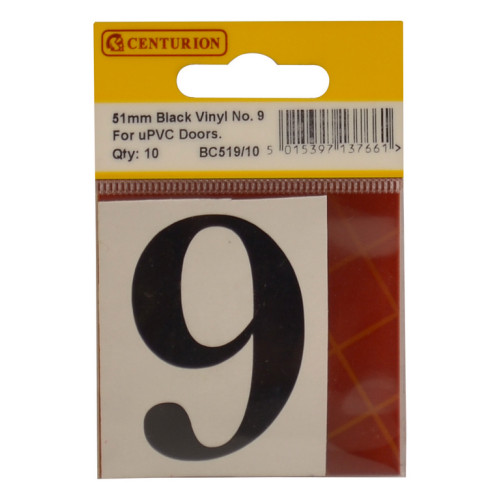 CENTURION
51mm Black Vinyl No. 9
For uPVC Doors.
Qty: 10 BC519/10
5 015397 137661 >
9